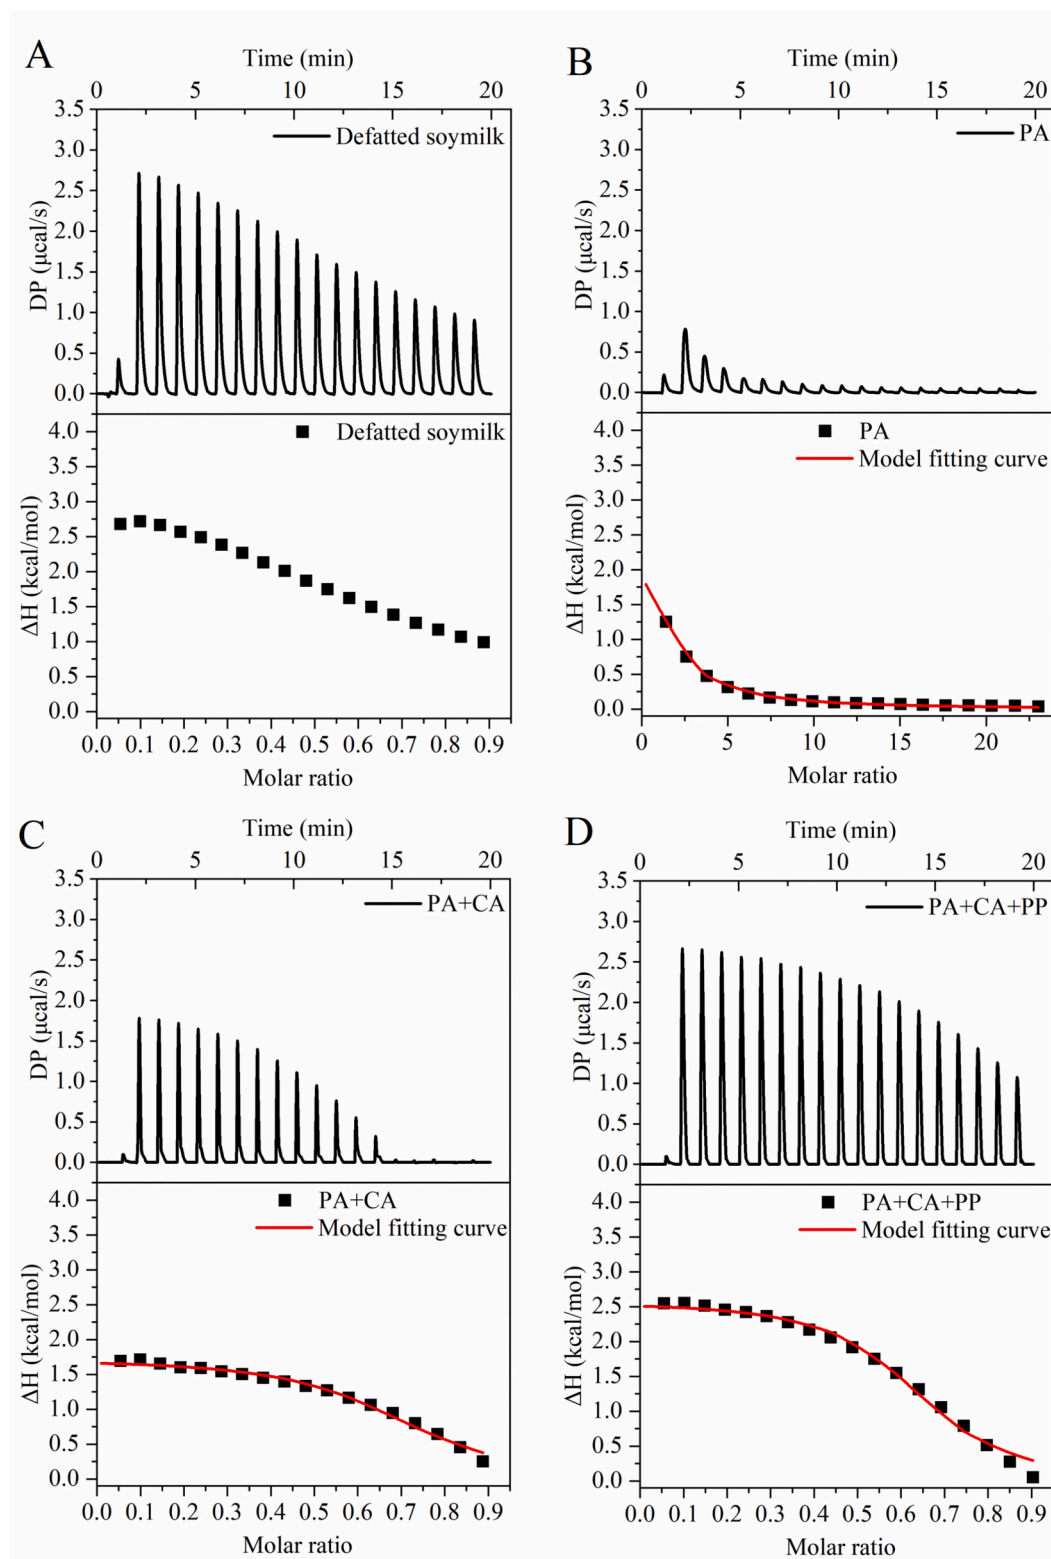 A
Time (min)
0 5 10 15 20
3.5
3.0
2.5
2.0
1.5
1.0
0.5
0.0
DP (μcal/s)
Defatted soymilk
4.0
3.5
3.0
2.5
2.0
1.5
1.0
0.5
0.0
ΔH (kcal/mol)
Defatted soymilk
0.0 0.1 0.2 0.3 0.4 0.5 0.6 0.7 0.8 0.9
Molar ratio
B
Time (min)
0 5 10 15 20
3.5
3.0
2.5
2.0
1.5
1.0
0.5
0.0
DP (μcal/s)
PA
4.0
3.5
3.0
2.5
2.0
1.5
1.0
0.5
0.0
ΔH (kcal/mol)
PA
Model fitting curve
0 5 10 15 20
Molar ratio
C
Time (min)
0 5 10 15 20
3.5
3.0
2.5
2.0
1.5
1.0
0.5
0.0
DP (μcal/s)
PA+CA
4.0
3.5
3.0
2.5
2.0
1.5
1.0
0.5
0.0
ΔH (kcal/mol)
PA+CA
Model fitting curve
0.0 0.1 0.2 0.3 0.4 0.5 0.6 0.7 0.8 0.9
Molar ratio
D
Time (min)
0 5 10 15 20
3.5
3.0
2.5
2.0
1.5
1.0
0.5
0.0
DP (μcal/s)
PA+CA+PP
4.0
3.5
3.0
2.5
2.0
1.5
1.0
0.5
0.0
ΔH (kcal/mol)
PA+CA+PP
Model fitting curve
0.1 0.2 0.3 0.4 0.5 0.6 0.7 0.8 0.9
Molar ratio